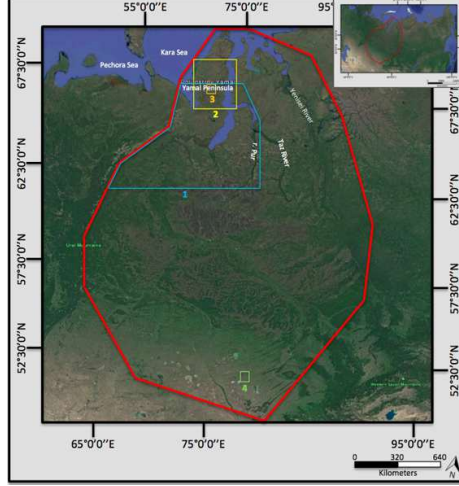 55°0'0"E
75°0'0"E
95°
67°30'0"N
62°30'0"N
57°30'0"N
52°30'0"N
Kara Sea
Pechora Sea
Yamal Peninsula
3
2
Yenisei River
Taz River
r. Pur
1
Ural Mountains
4
67°30'0"N
62°30'0"N
57°30'0"N
52°30'0"N
65°0'0"E
75°0'0"E
95°0'0"E
0 320 640
Kilometers
N